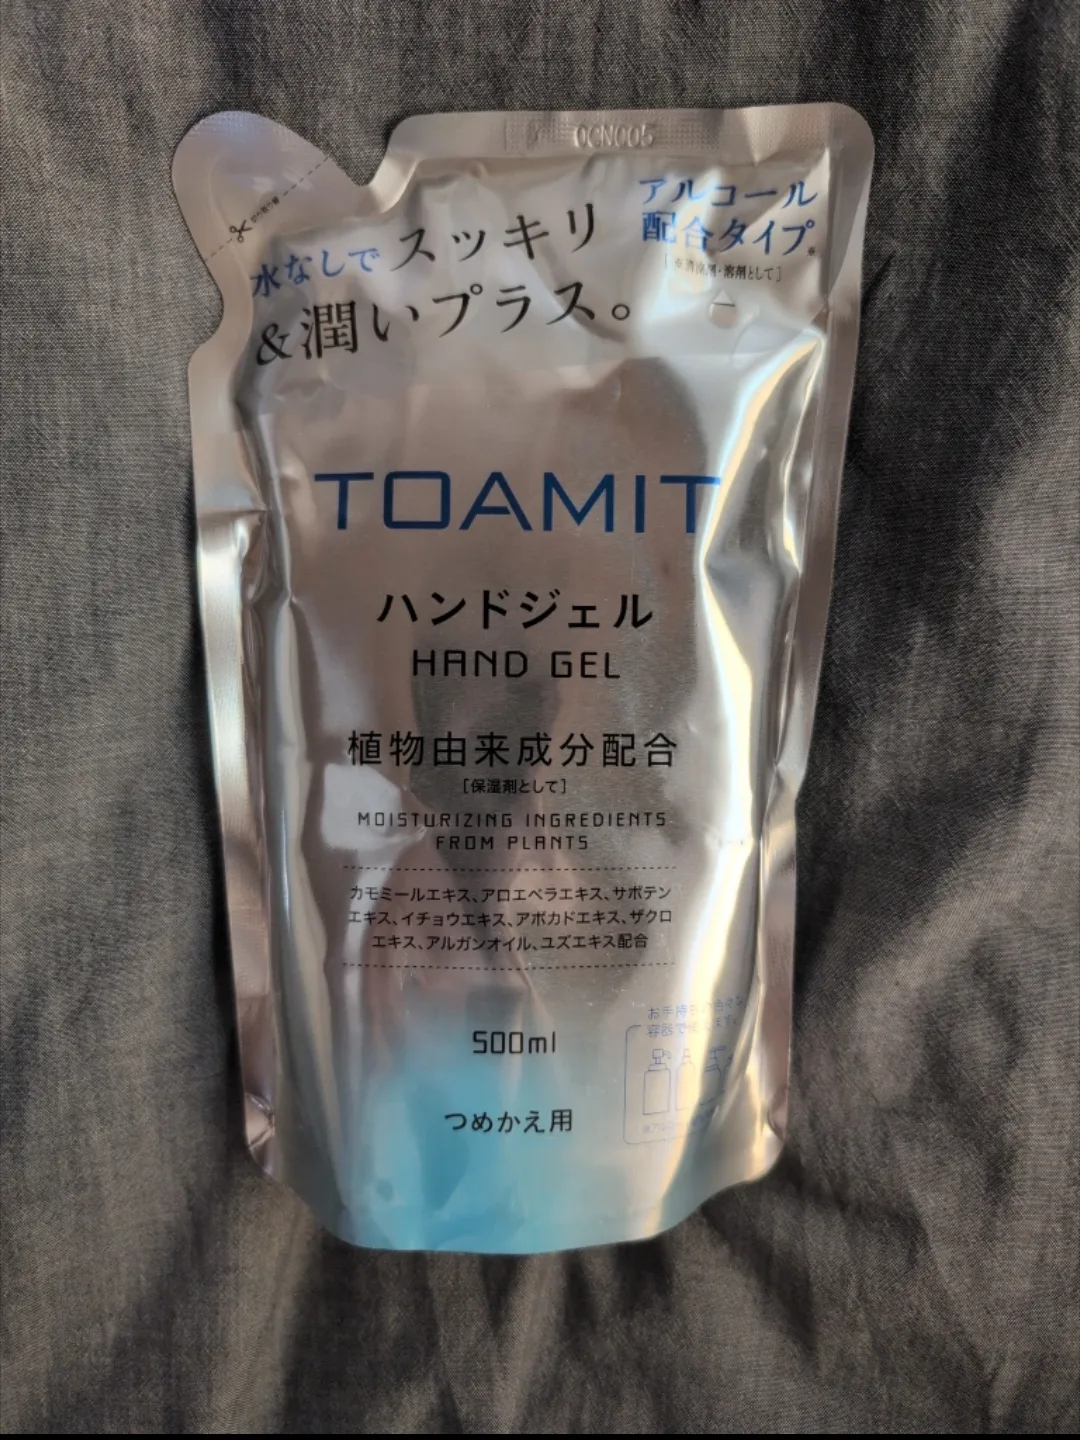 OCN005
アルコール
配合タイプ※
水なしでスッキリ
&潤いプラス。
TOAMIT
ハンドジェル
HAND GEL
植物由来成分配合
[保湿剤として]
MOISTURIZING INGREDIENTS
FROM PLANTS
カモミールエキス、アロエベラエキス、サボテン
エキス、イチョウエキス、アボカドエキス、ザクロ
エキス、アルガンオイル、ユズエキス配合
500ml
つめかえ用